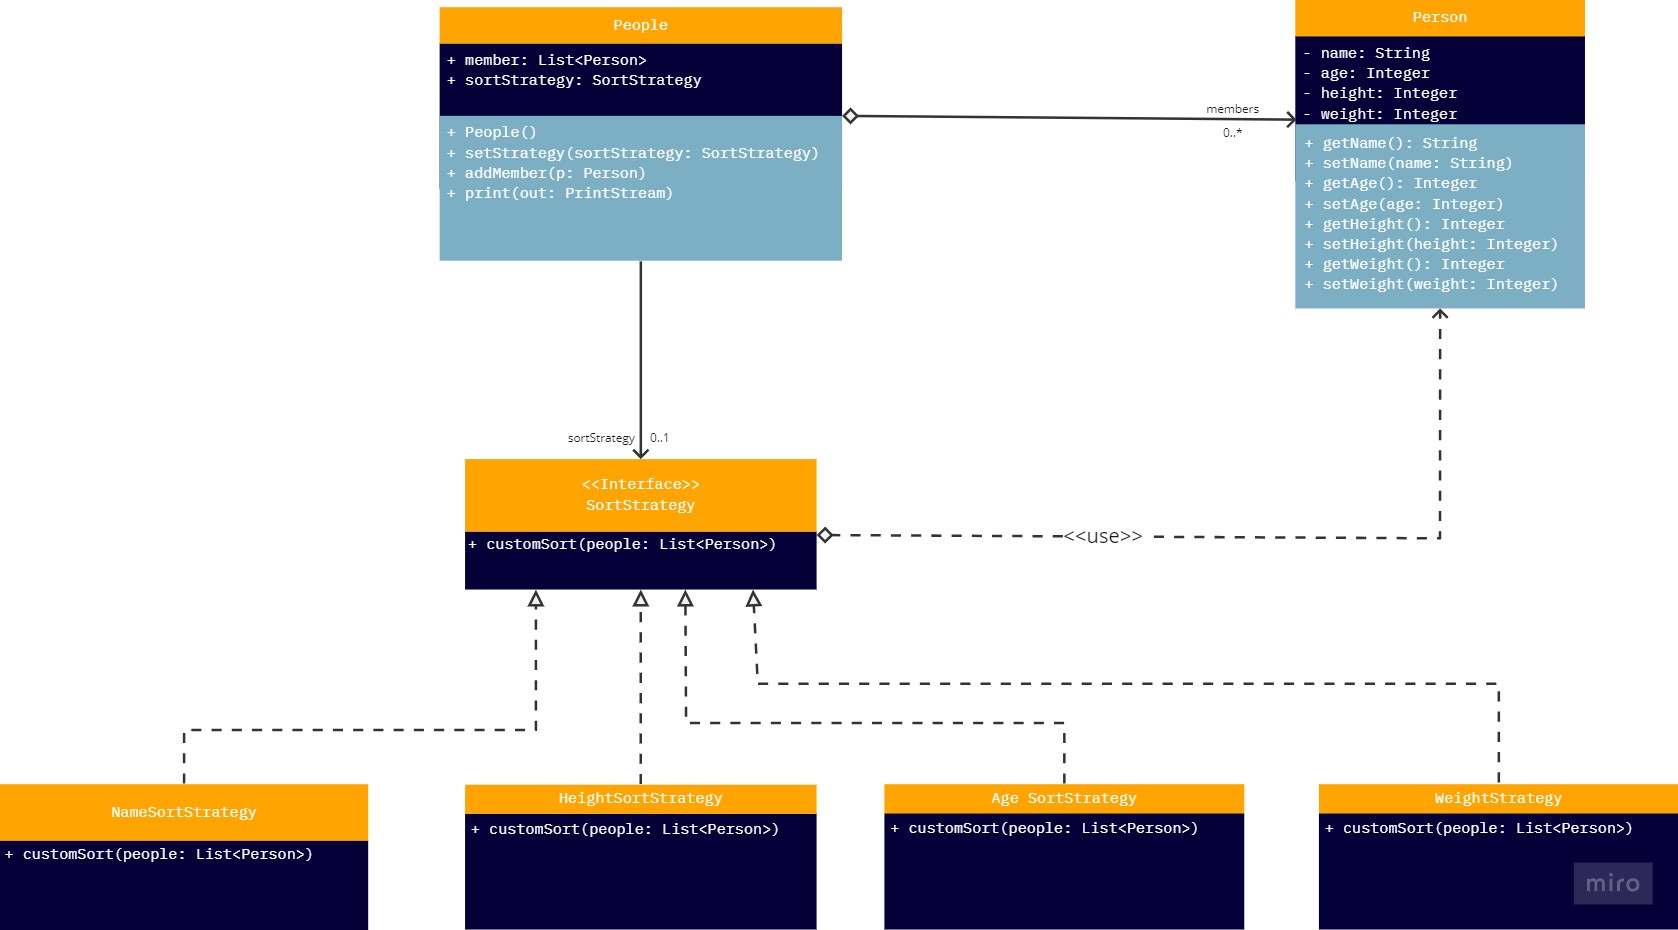 People
+ member: List<Person>
+ sortStrategy: SortStrategy
+ People()
+ setStrategy(sortStrategy: SortStrategy)
+ addMember(p: Person)
+ print(out: PrintStream)
members
0..*
Person
- name: String
- age: Integer
- height: Integer
- weight: Integer
+ getName(): String
+ setName(name: String)
+ getAge(): Integer
+ setAge(age: Integer)
+ getHeight(): Integer
+ setHeight(height: Integer)
+ getWeight(): Integer
+ setWeight(weight: Integer)
sortStrategy 0..1
<<Interface>>
SortStrategy
+ customSort(people: List<Person>)
<<use>>
NameSortStrategy
+ customSort(people: List<Person>)
HeightSortStrategy
+ customSort(people: List<Person>)
Age SortStrategy
+ customSort(people: List<Person>)
WeightStrategy
+ customSort(people: List<Person>)
miro